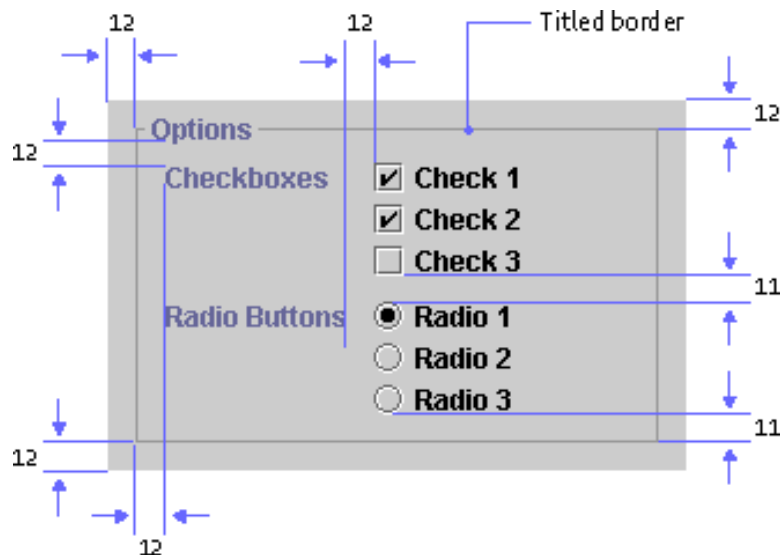 12
12
Titled border
12
Options
12
Checkboxes
Check 1
Check 2
Check 3
11
Radio Buttons
Radio 1
Radio 2
Radio 3
11
12
12